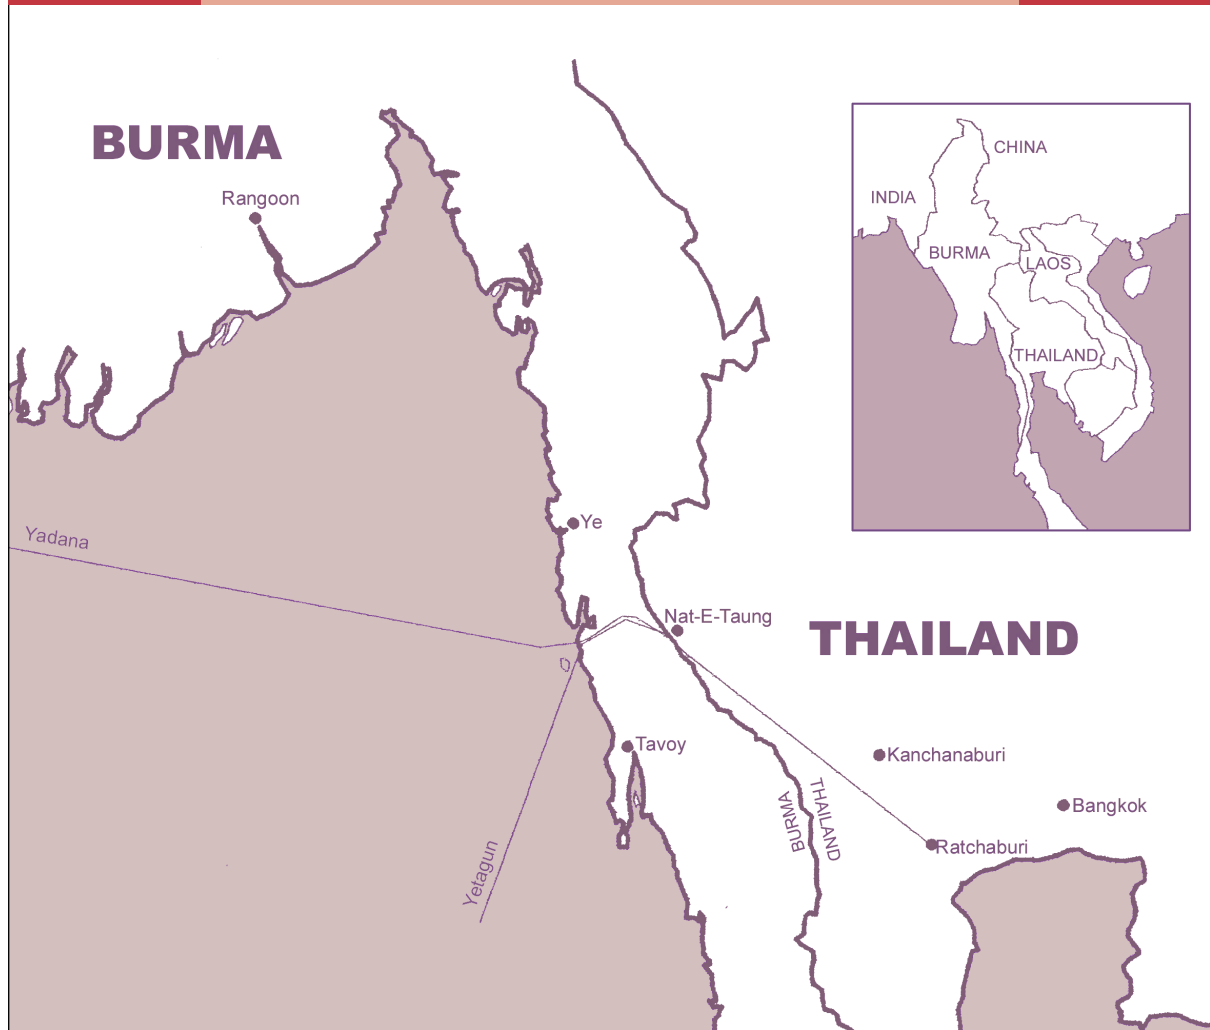 BURMA
Rangoon
CHINA
INDIA
BURMA
LAOS
THAILAND
Yadana
Ye
Nat-E-Taung
THAILAND
Tavoy
Kanchanaburi
BURMA
THAILAND
Bangkok
Ratchaburi
Yetagun